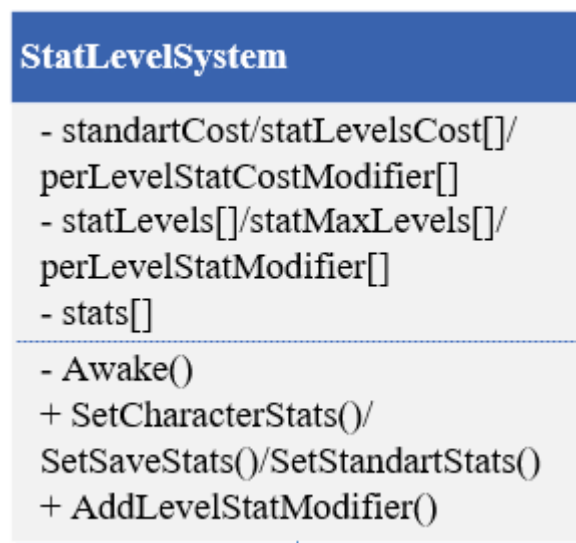 StatLevelSystem
- standartCost/statLevelsCost[]/
perLevelStatCostModifier[]
- statLevels[]/statMaxLevels[]/
perLevelStatModifier[]
- stats[]
- Awake()
+ SetCharacterStats()/
SetSaveStats()/SetStandartStats()
+ AddLevelStatModifier()